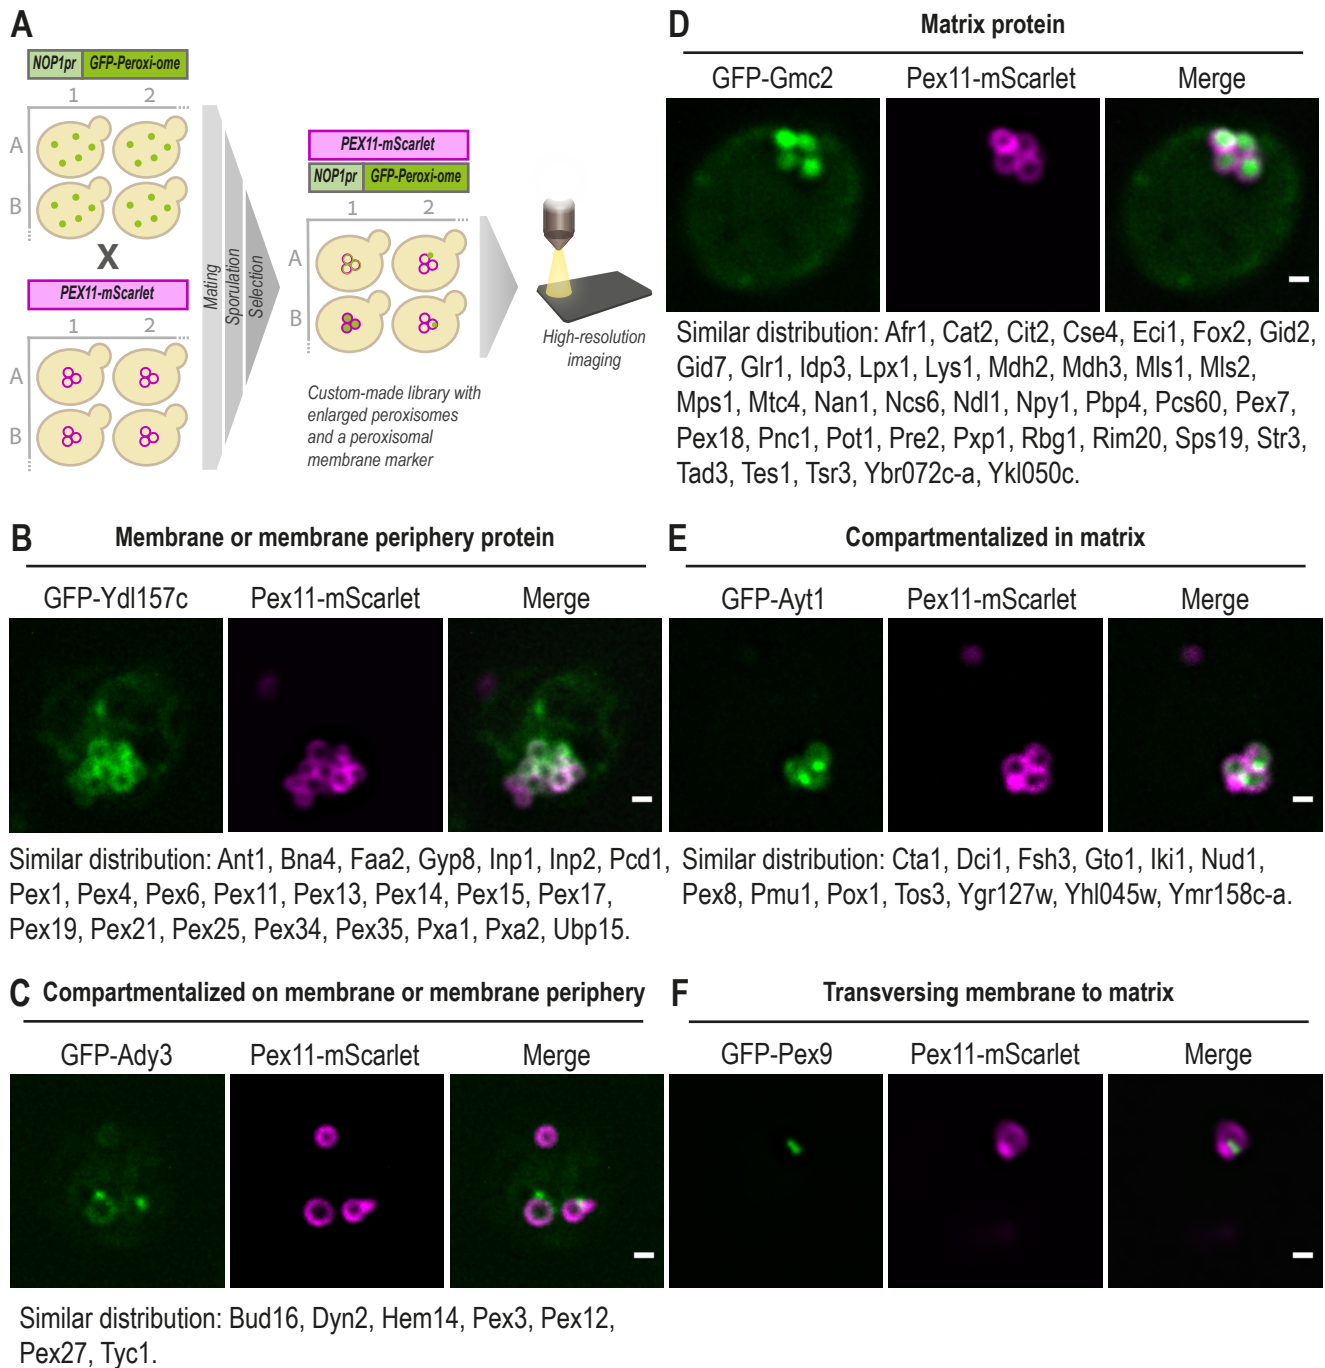 A
NOP1pr GFP-Peroxi-ome
1 2
A
B
X
PEX11-mScarlet
1 2
A
B
Mating
Sporulation
Selection
PEX11-mScarlet
NOP1pr GFP-Peroxi-ome
1 2
A
B
Custom-made library with
enlarged peroxisomes
and a peroxisomal
membrane marker
High-resolution
imaging
D Matrix protein
GFP-Gmc2 Pex11-mScarlet Merge
Similar distribution: Afr1, Cat2, Cit2, Cse4, Eci1, Fox2, Gid2,
Gid7, Glr1, Idp3, Lpx1, Lys1, Mdh2, Mdh3, Mls1, Mls2,
Mps1, Mtc4, Nan1, Ncs6, Ndl1, Npy1, Pbp4, Pcs60, Pex7,
Pex18, Pnc1, Pot1, Pre2, Pxp1, Rbg1, Rim20, Sps19, Str3,
Tad3, Tes1, Tsr3, Ybr072c-a, Ykl050c.
B Membrane or membrane periphery protein
GFP-Ydl157c Pex11-mScarlet Merge
Similar distribution: Ant1, Bna4, Faa2, Gyp8, Inp1, Inp2, Pcd1,
Pex1, Pex4, Pex6, Pex11, Pex13, Pex14, Pex15, Pex17,
Pex19, Pex21, Pex25, Pex34, Pex35, Pxa1, Pxa2, Ubp15.
E Compartmentalized in matrix
GFP-Ayt1 Pex11-mScarlet Merge
Similar distribution: Cta1, Dci1, Fsh3, Gto1, Iki1, Nud1,
Pex8, Pmu1, Pox1, Tos3, Ygr127w, Yhl045w, Ymr158c-a.
C Compartmentalized on membrane or membrane periphery
GFP-Ady3 Pex11-mScarlet Merge
Similar distribution: Bud16, Dyn2, Hem14, Pex3, Pex12,
Pex27, Tyc1.
F Transversing membrane to matrix
GFP-Pex9 Pex11-mScarlet Merge